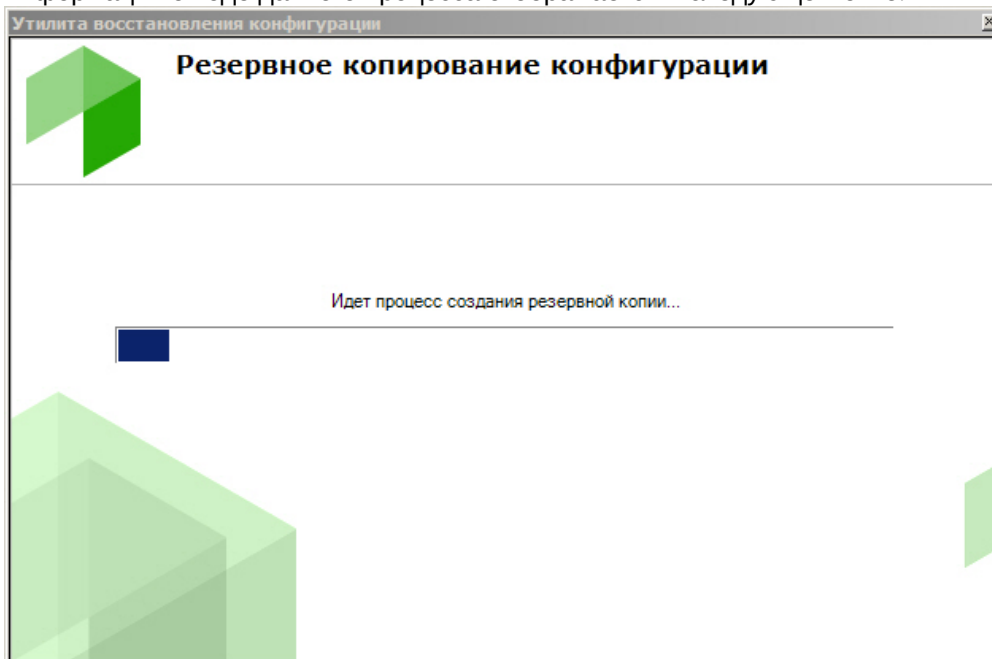 Утилита восстановления конфигурации
Резервное копирование конфигурации
Идет процесс создания резервной копии...